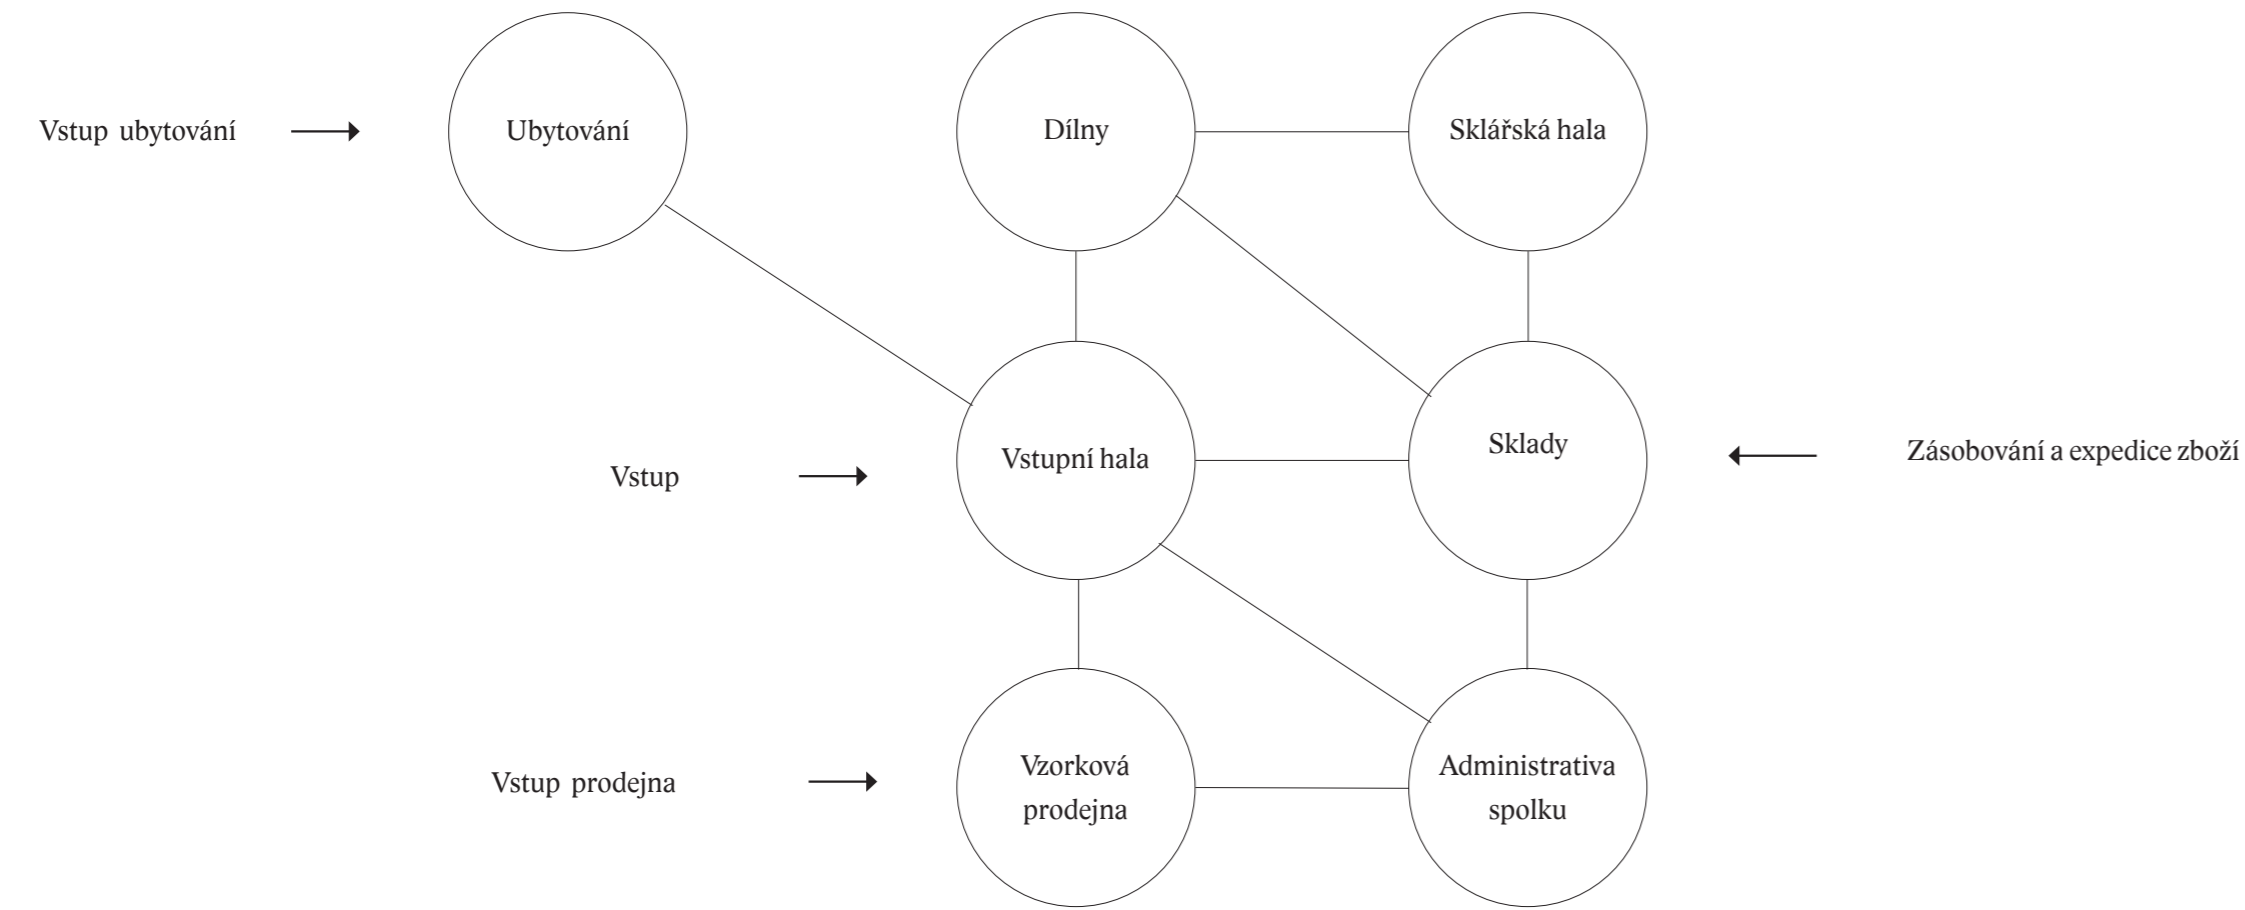 Vstup ubytování
Ubytování
Dílny
Sklářská hala
Vstup
Vstupní hala
Sklady
Zásobování a expedice zboží
Vstup prodejna
Vzorková
prodejna
Administrativa
spolku